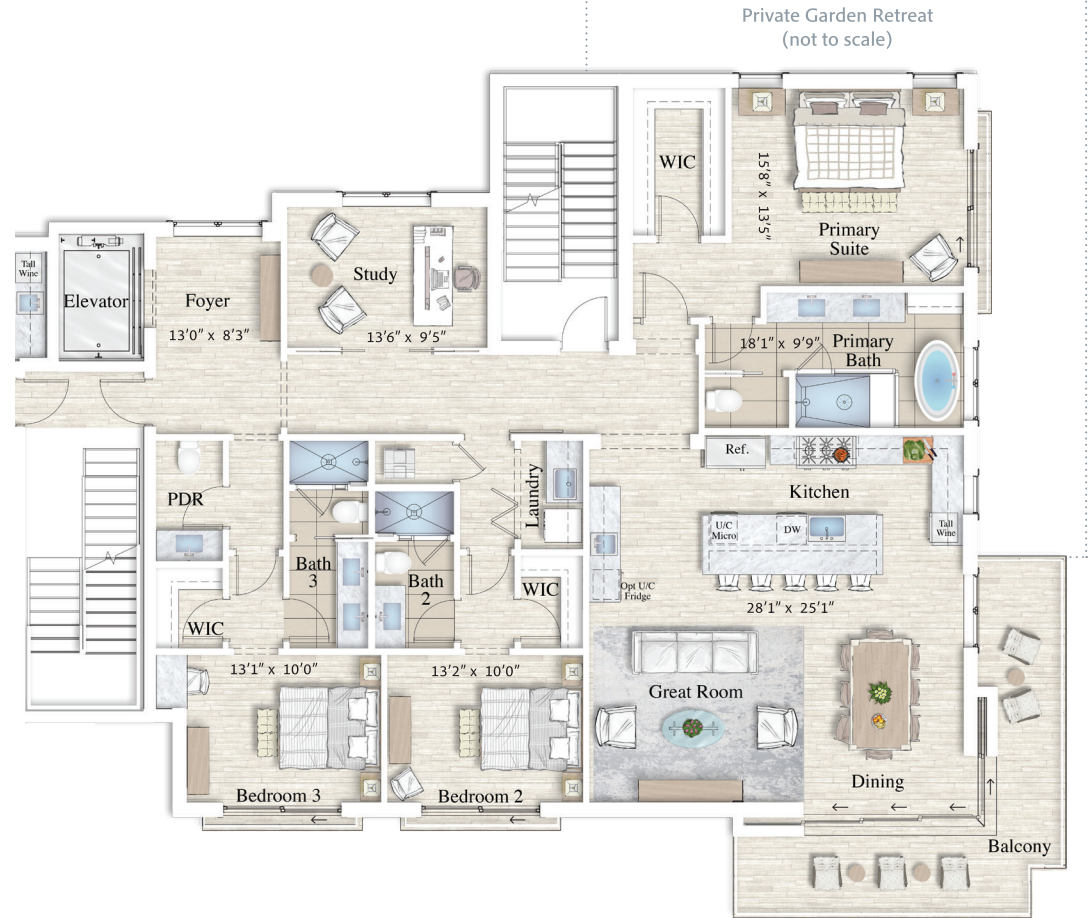 Private Garden Retreat
(not to scale)
WIC
15'8" x 13'5"
Primary
Suite
Tall
Wine
Elevator
Foyer
13'0" x 8'3"
Study
13'6" x 9'5"
18'1" x 9'9"
Primary
Bath
Ref.
Kitchen
PDR
Laundry
U/C
Micro
DW
Tall
Wine
Bath
3
Bath
2
WIC
Opt U/C
Fridge
28'1" x 25'1"
WIC
13'1" x 10'0"
13'2" x 10'0"
Great Room
Dining
Bedroom 3
Bedroom 2
Balcony